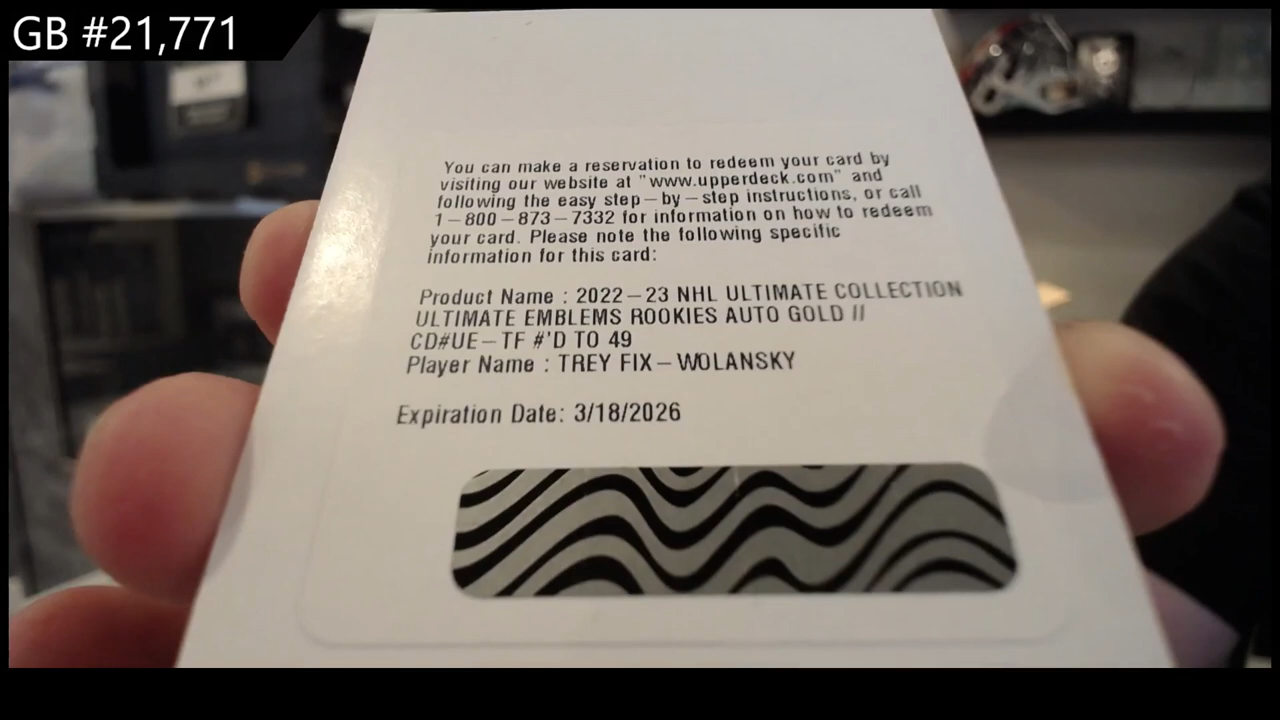 GB #21,771
You can make a reservation to redeem your card by
visiting our website at "www.upperdeck.com" and
following the easy step-by-step instructions, or call
1-800-873-7332 for information on how to redeem
your card. Please note the following specific
information for this card:
Product Name : 2022-23 NHL ULTIMATE COLLECTION
ULTIMATE EMBLEMS ROOKIES AUTO GOLD //
CD#UE-TF #'D TO 49
Player Name : TREY FIX-WOLANSKY
Expiration Date: 3/18/2026